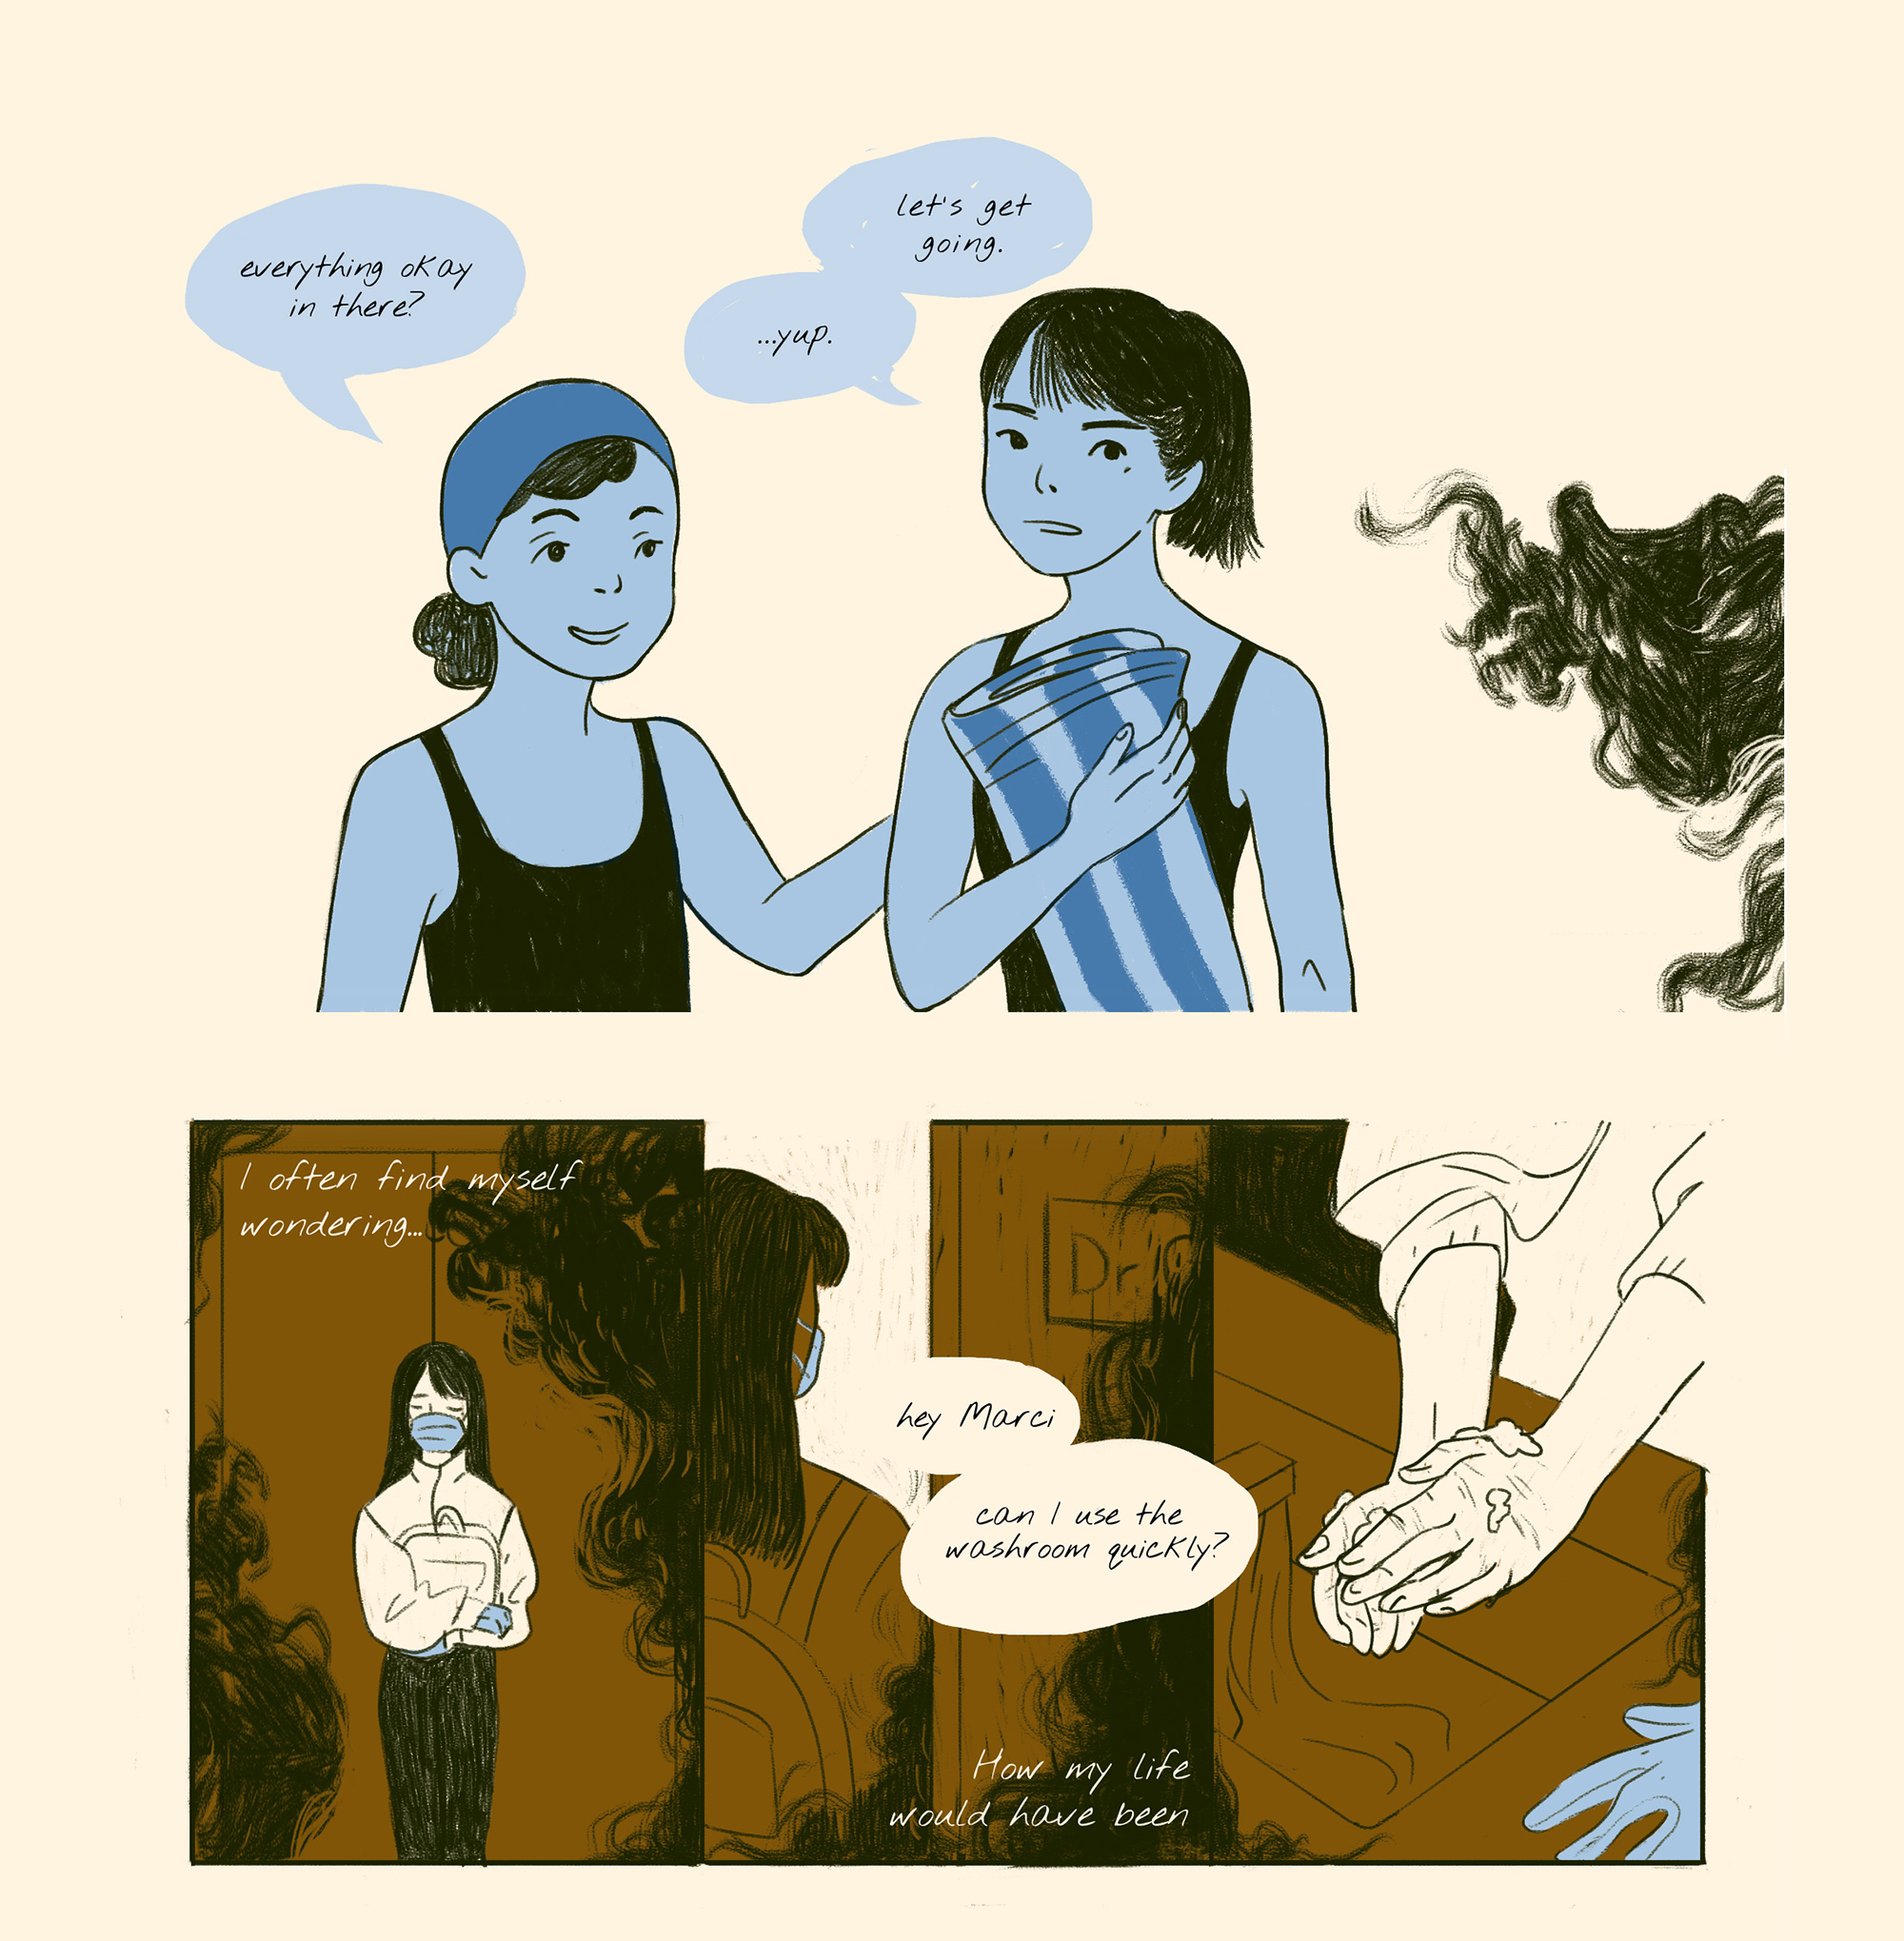 everything okay
in there?
...yup.
let's get
going.
I often find myself
wondering...
Dr.
hey Marci
can I use the
washroom quickly?
How my life
would have been